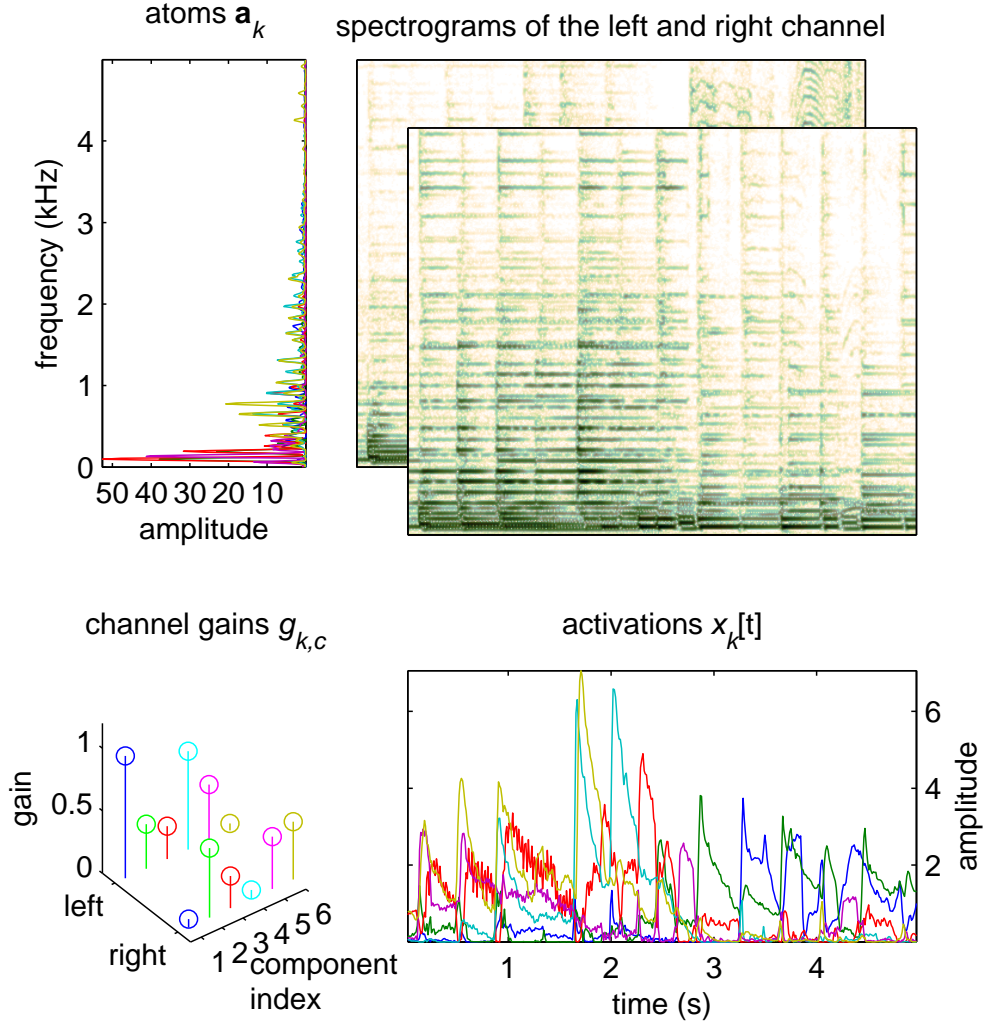 atoms a_k
spectrograms of the left and right channel
4
3
2
1
0
frequency (kHz)
50 40 30 20 10
amplitude
channel gains g_k,c
activations x_k[t]
1
0.5
0
gain
left
right
1 2 3 4 5 6
component
index
6
4
2
amplitude
1 2 3 4
time (s)